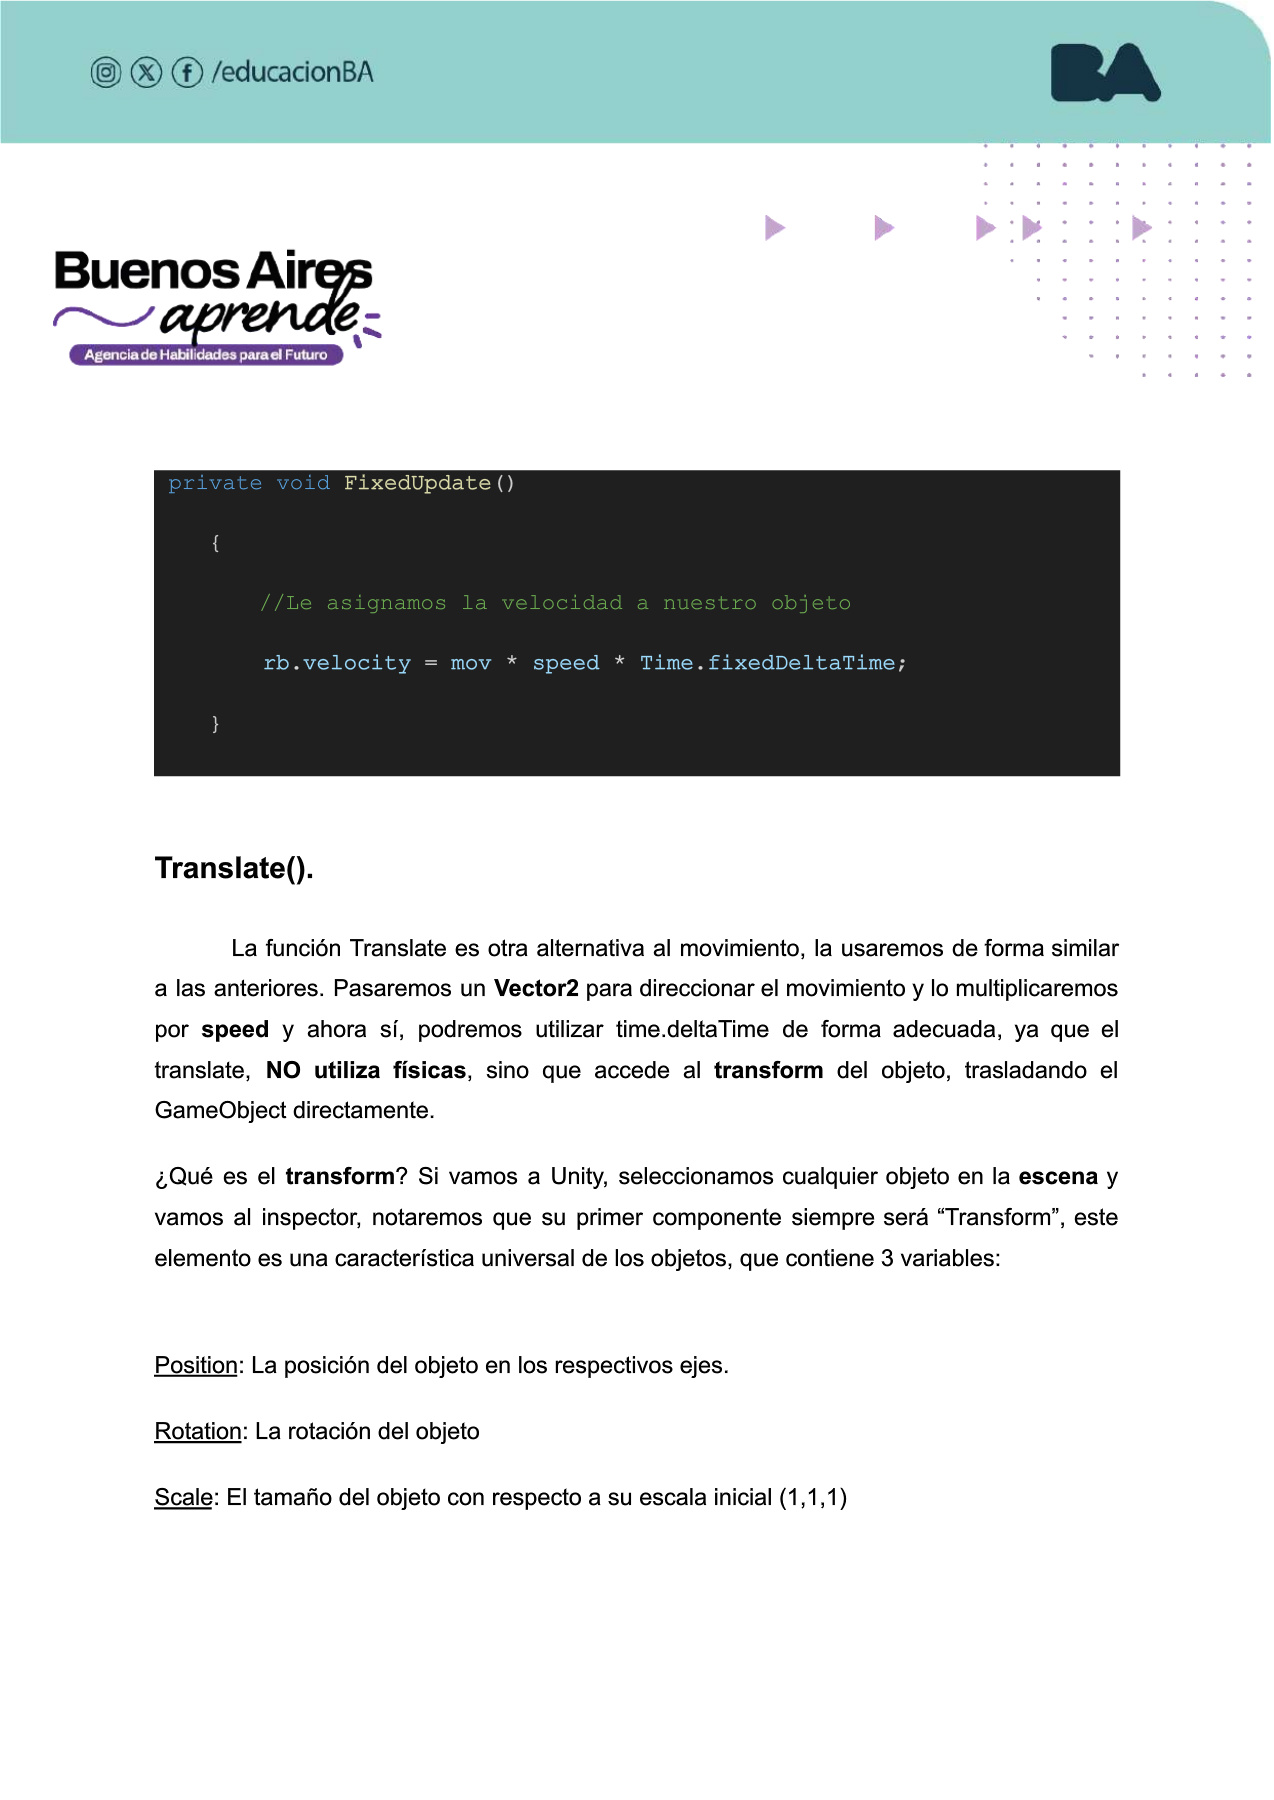 /educacionBA
BA
Buenos Aires
aprende
Agencia de Habilidades para el Futuro
private void FixedUpdate()
{
//Le asignamos la velocidad a nuestro objeto
rb.velocity = mov * speed * Time.fixedDeltaTime;
}
Translate().
La función Translate es otra alternativa al movimiento, la usaremos de forma similar
a las anteriores. Pasaremos un Vector2 para direccionar el movimiento y lo multiplicaremos
por speed y ahora sí, podremos utilizar time.deltaTime de forma adecuada, ya que el
translate, NO utiliza físicas, sino que accede al transform del objeto, trasladando el
GameObject directamente.
¿Qué es el transform? Si vamos a Unity, seleccionamos cualquier objeto en la escena y
vamos al inspector, notaremos que su primer componente siempre será “Transform”, este
elemento es una característica universal de los objetos, que contiene 3 variables:
Position: La posición del objeto en los respectivos ejes.
Rotation: La rotación del objeto
Scale: El tamaño del objeto con respecto a su escala inicial (1,1,1)